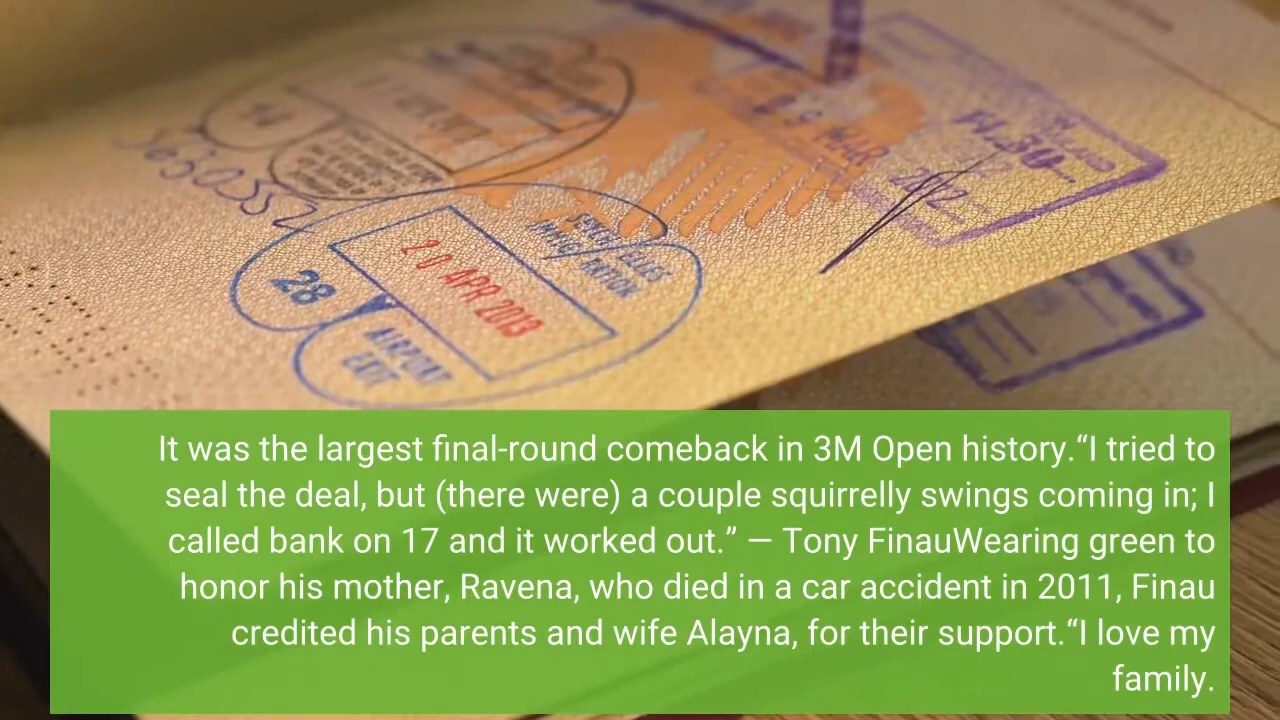 3630552
28
20 APR 2013
AIRPORT
EXIT
MAR 2012
It was the largest final-round comeback in 3M Open history.“I tried to
seal the deal, but (there were) a couple squirrelly swings coming in; I
called bank on 17 and it worked out.” — Tony FinauWearing green to
honor his mother, Ravena, who died in a car accident in 2011, Finau
credited his parents and wife Alayna, for their support.“I love my
family.